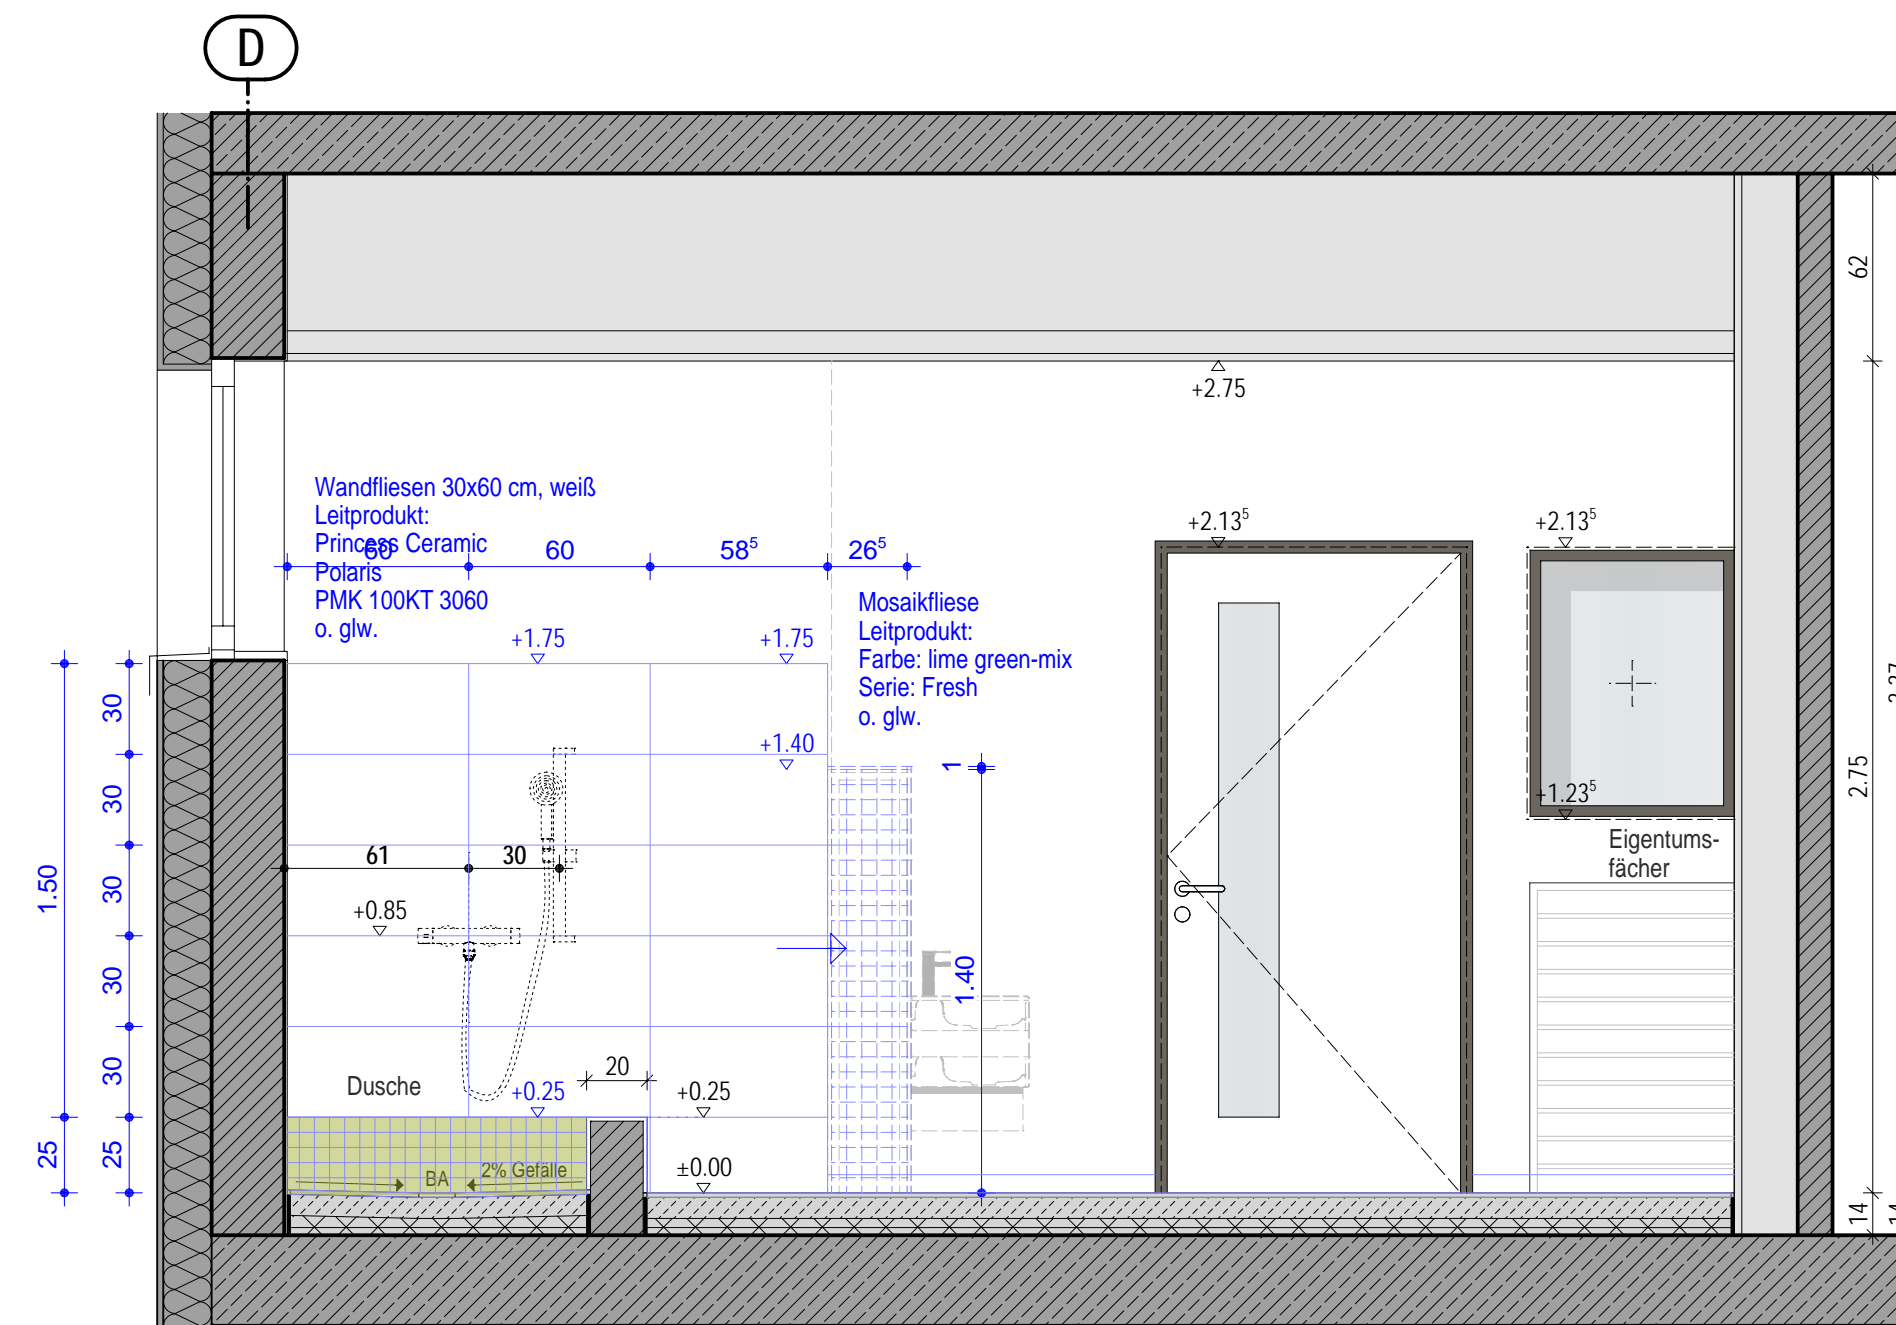 D
62
+2.75
Wandfliesen 30x60 cm, weiß
Leitprodukt:
Princess Ceramic
Polaris
PMK 100KT 3060
o. glw.
60
60
58⁵
26⁵
+2.13⁵
+2.13⁵
Mosaikfliese
Leitprodukt:
Farbe: lime green-mix
Serie: Fresh
o. glw.
+1.75
+1.75
+1.40
1
30
30
30
30
30
25
1.50
25
2.75
+1.23⁵
Eigentums-
fächer
61
30
+0.85
1.40
Dusche
+0.25
20
+0.25
BA
2% Gefälle
±0.00
14